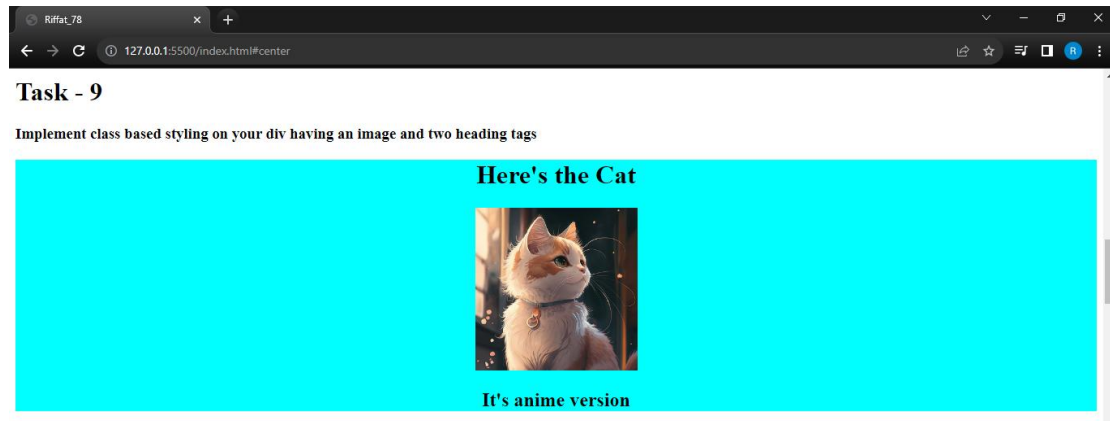 Riffat_78
127.0.0.1:5500/index.html#center
R
Task - 9
Implement class based styling on your div having an image and two heading tags
Here's the Cat
It's anime version